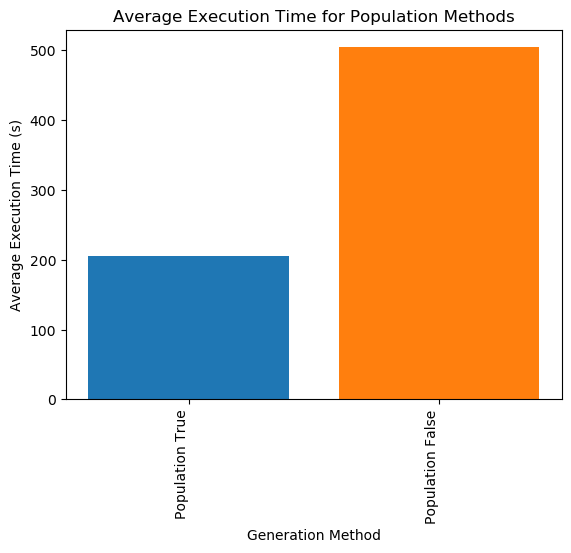 Average Execution Time for Population Methods
Average Execution Time (s)
500
400
300
200
100
0
Population True
Population False
Generation Method